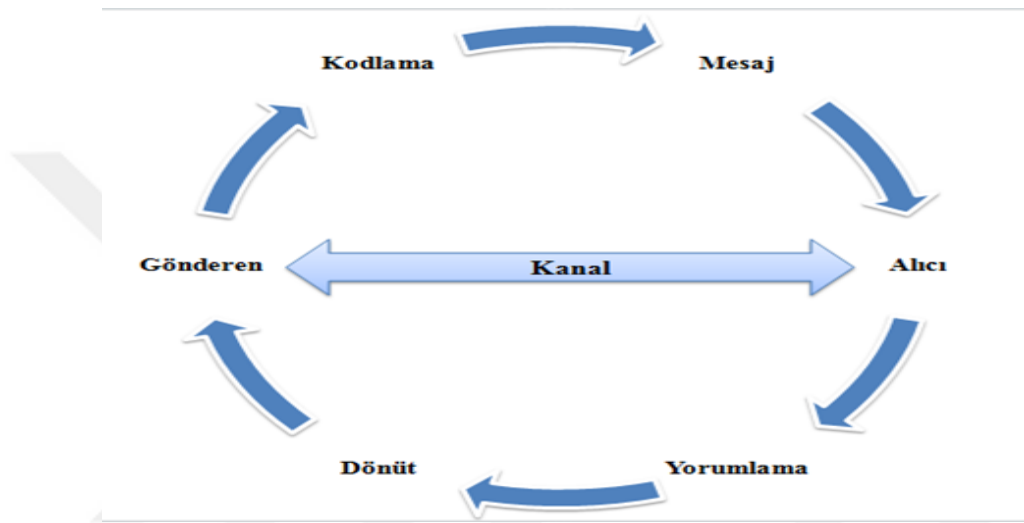 Kodlama
Mesaj
Gönderen
Kanal
Alıcı
Dönüt
Yorumlama